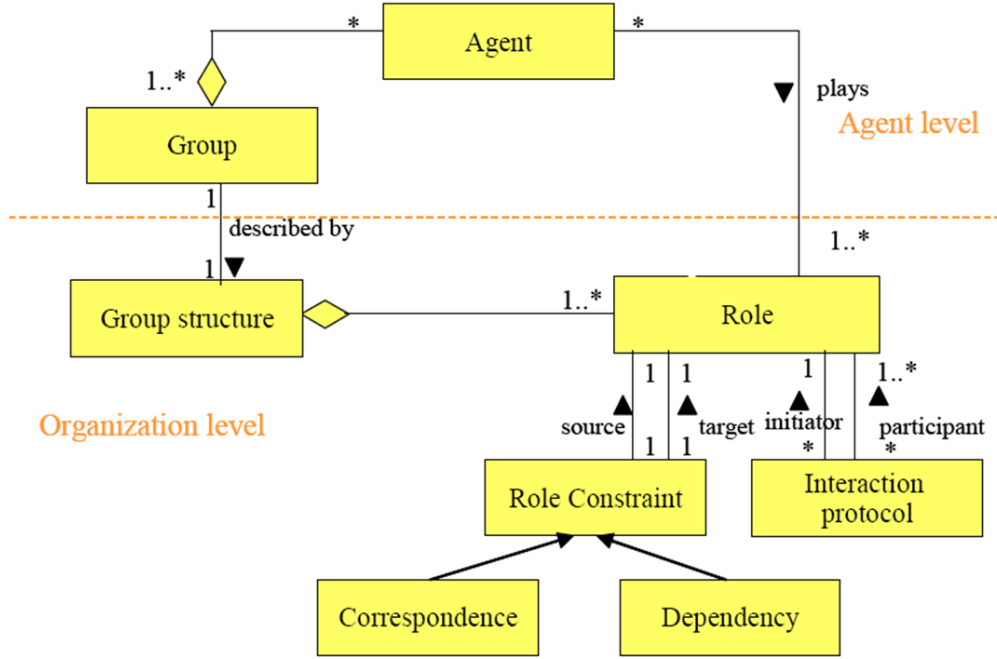 *
Agent
*
1..*
plays
Agent level
Group
1
described by
1..*
1
Group structure
1..*
Role
Organization level
1
1
1
1..*
source
target
initiator
participant
1
1
*
*
Role Constraint
Interaction
protocol
Correspondence
Dependency